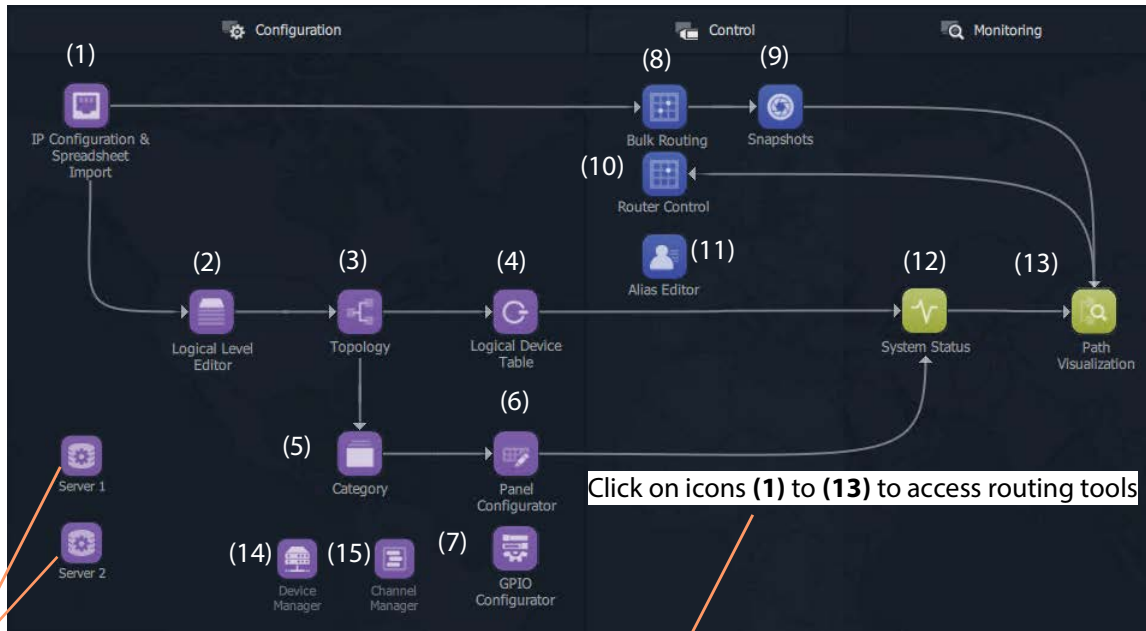 Configuration
Control
Monitoring
(1)
(8)
(9)
IP Configuration &
Spreadsheet
Import
Bulk Routing
Snapshots
(10)
Router Control
(11)
Alias Editor
(2)
(3)
(4)
(12)
(13)
Logical Level
Editor
Topology
Logical Device
Table
System Status
Path
Visualization
(5)
(6)
Server 1
Category
Panel
Configurator
Click on icons (1) to (13) to access routing tools
Server 2
(14)
(15)
(7)
Device
Manager
Channel
Manager
GPIO
Configurator